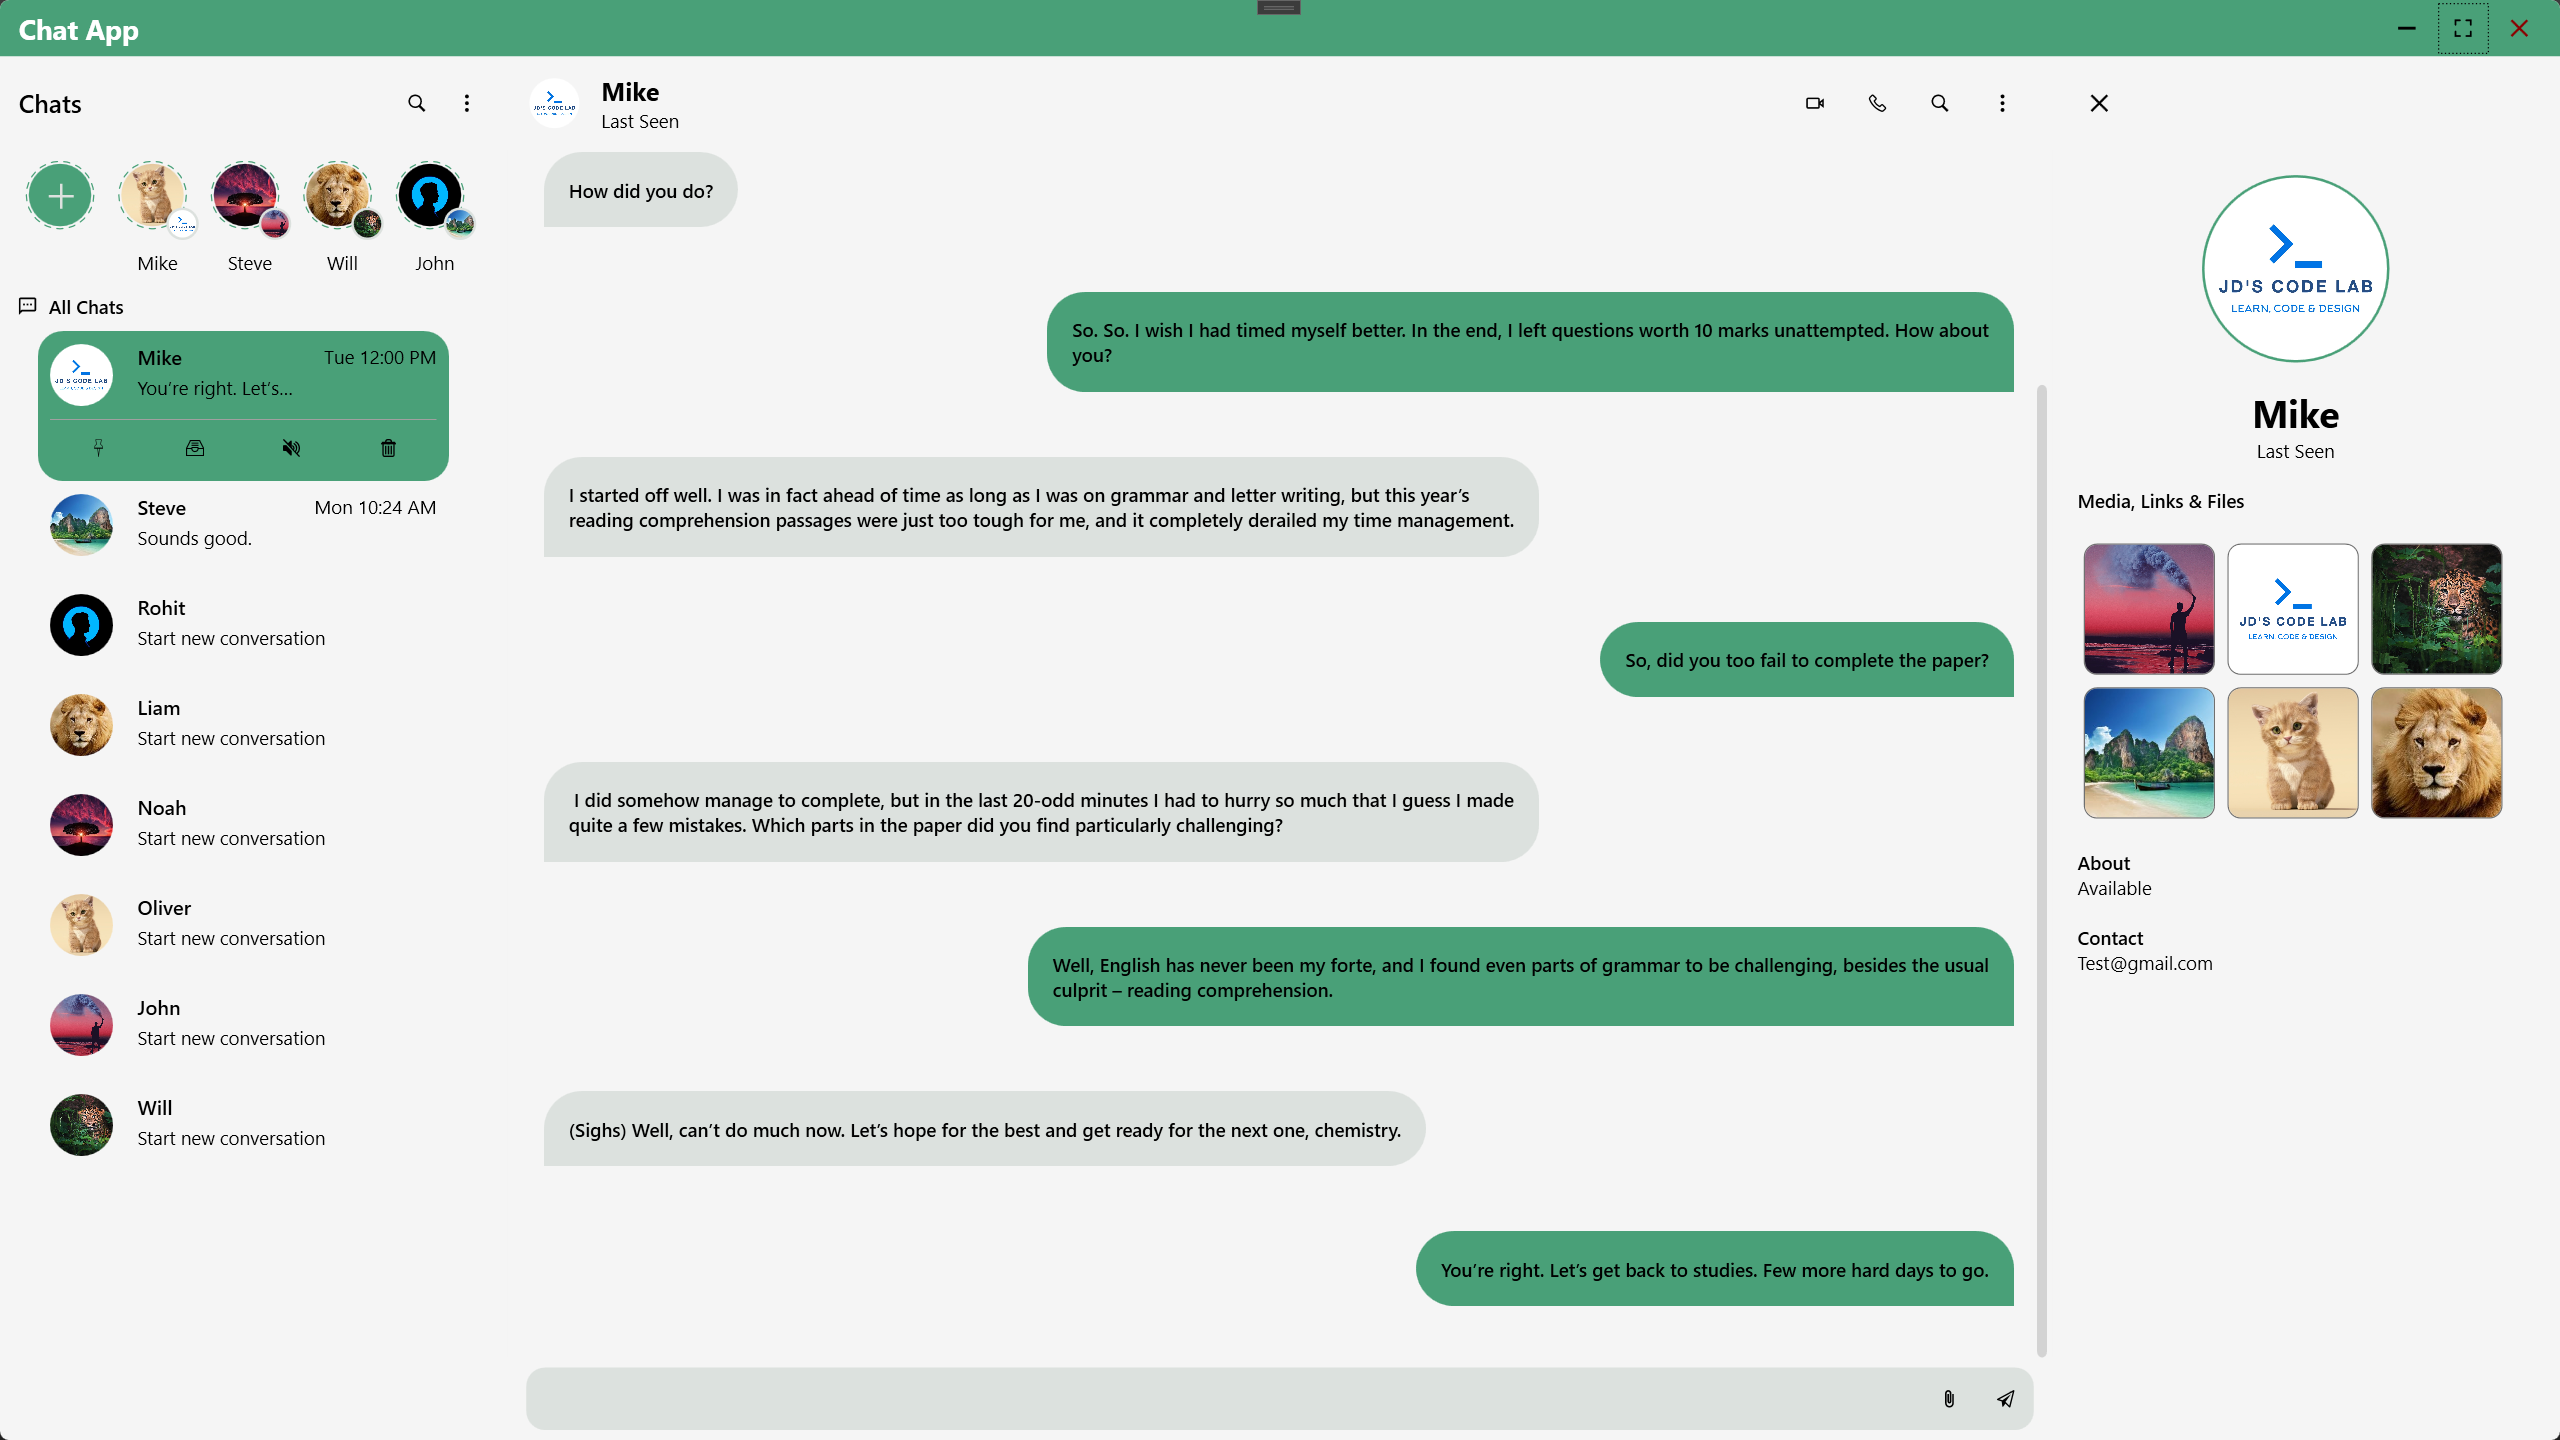 Chat App
Chats
Mike
Steve
Will
John
All Chats
Mike
Tue 12:00 PM
You're right. Let's...
Steve
Mon 10:24 AM
Sounds good.
Rohit
Start new conversation
Liam
Start new conversation
Noah
Start new conversation
Oliver
Start new conversation
John
Start new conversation
Will
Start new conversation
JD'S CODE LAB
Mike
Last Seen
How did you do?
So. So. I wish I had timed myself better. In the end, I left questions worth 10 marks unattempted. How about
you?
I started off well. I was in fact ahead of time as long as I was on grammar and letter writing, but this year's
reading comprehension passages were just too tough for me, and it completely derailed my time management.
So, did you too fail to complete the paper?
I did somehow manage to complete, but in the last 20-odd minutes I had to hurry so much that I guess I made
quite a few mistakes. Which parts in the paper did you find particularly challenging?
Well, English has never been my forte, and I found even parts of grammar to be challenging, besides the usual
culprit – reading comprehension.
(Sighs) Well, can't do much now. Let's hope for the best and get ready for the next one, chemistry.
You're right. Let's get back to studies. Few more hard days to go.
JD'S CODE LAB
LEARN, CODE & DESIGN
Mike
Last Seen
Media, Links & Files
JD'S CODE LAB
LEARN, CODE & DESIGN
About
Available
Contact
Test@gmail.com